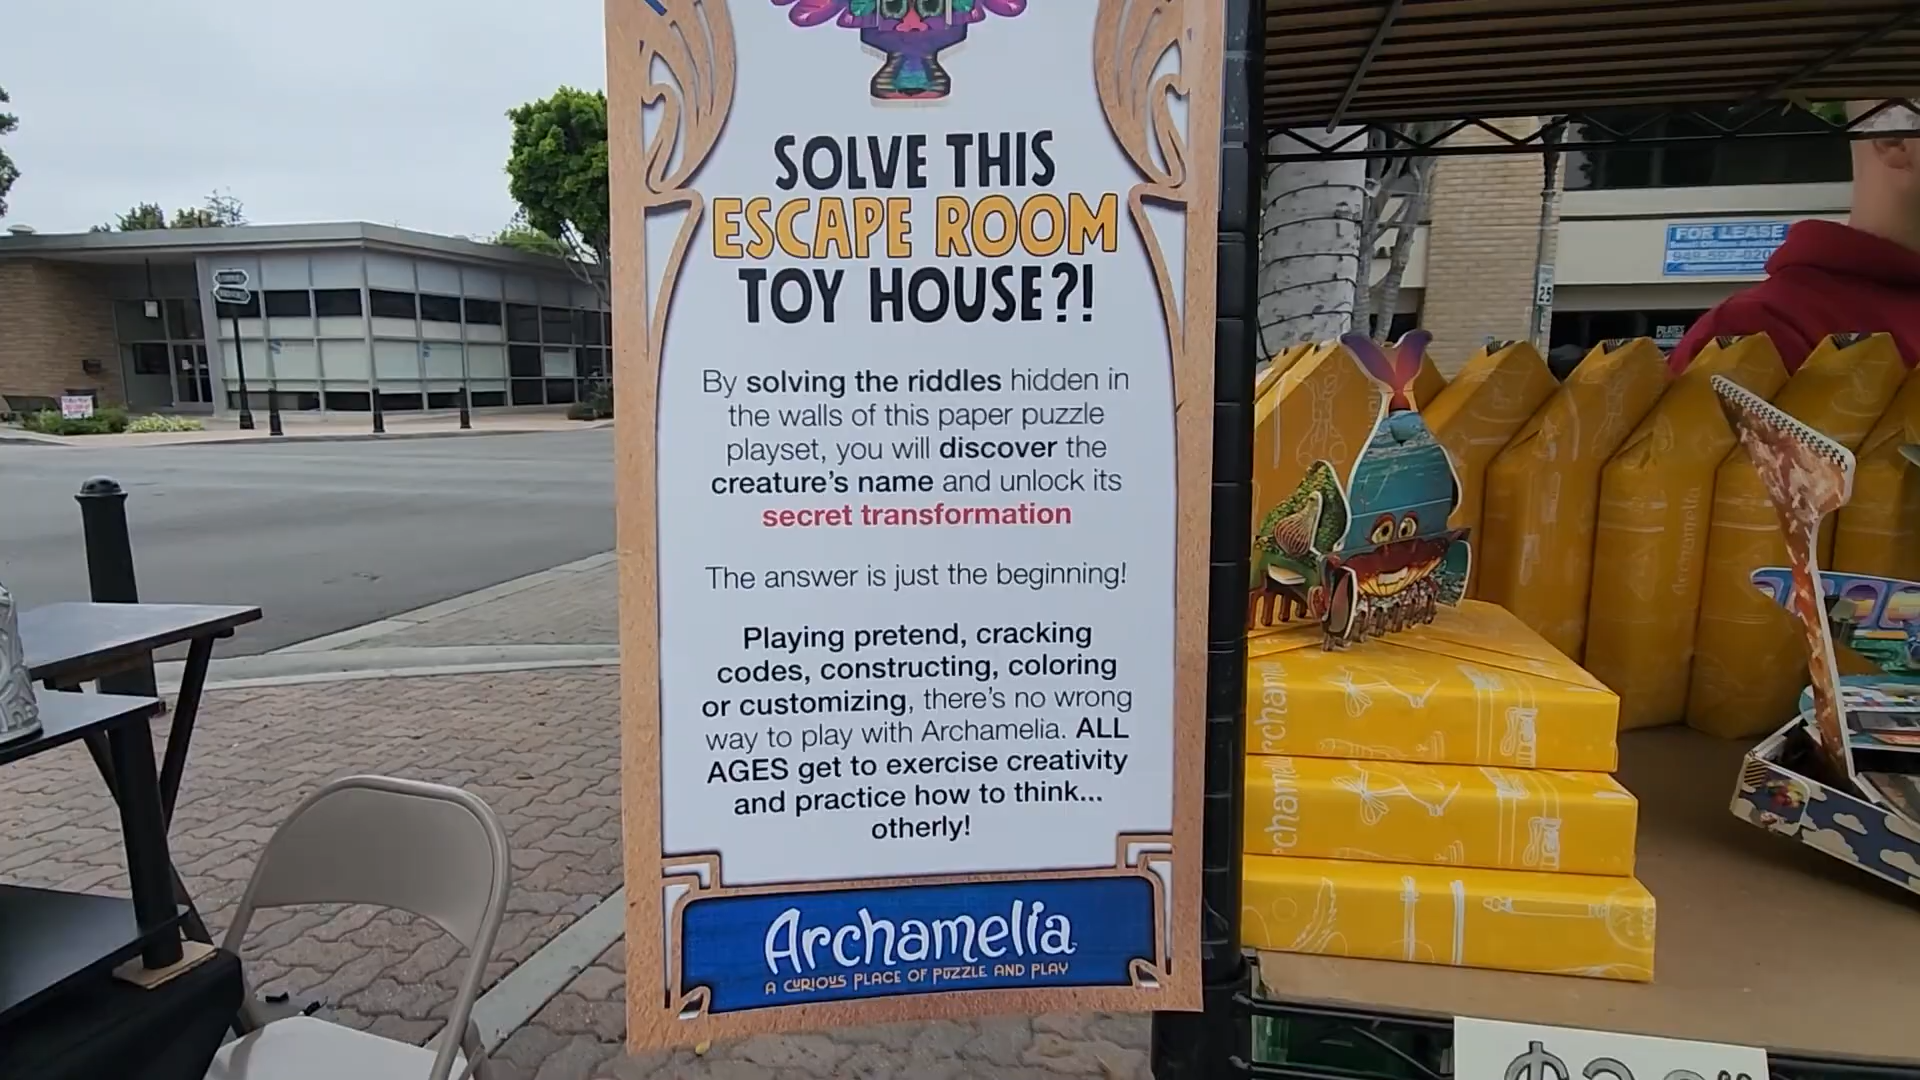 SOLVE THIS
ESCAPE ROOM
TOY HOUSE?!
By solving the riddles hidden in
the walls of this paper puzzle
playset, you will discover the
creature's name and unlock its
secret transformation
The answer is just the beginning!
Playing pretend, cracking
codes, constructing, coloring
or customizing, there's no wrong
way to play with Archamelia. ALL
AGES get to exercise creativity
and practice how to think...
otherly!
Archamelia
A CURIOUS PLACE OF PUZZLE AND PLAY
FOR LEASE
25
PILATES
Archamelia